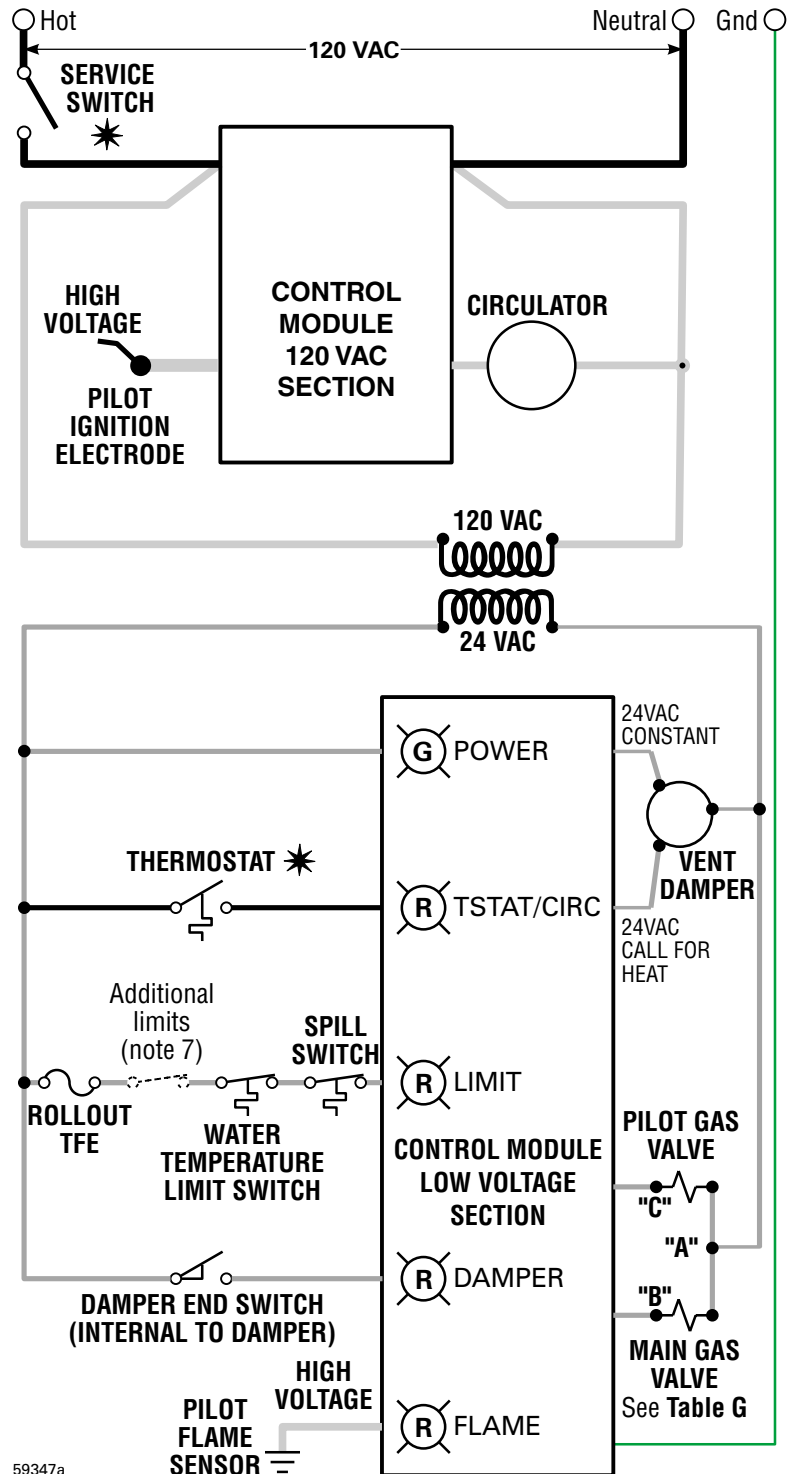 Hot
Neutral
Gnd
120 VAC
SERVICE
SWITCH
HIGH
VOLTAGE
PILOT
IGNITION
ELECTRODE
CONTROL
MODULE
120 VAC
SECTION
CIRCULATOR
120 VAC
24 VAC
G POWER
24VAC
CONSTANT
VENT
DAMPER
THERMOSTAT
R TSTAT/CIRC
24VAC
CALL FOR
HEAT
Additional
limits
(note 7)
SPILL
SWITCH
R LIMIT
ROLLOUT
TFE
WATER
TEMPERATURE
LIMIT SWITCH
CONTROL MODULE
LOW VOLTAGE
SECTION
PILOT GAS
VALVE
"C"
"A"
"B"
R DAMPER
DAMPER END SWITCH
(INTERNAL TO DAMPER)
MAIN GAS
VALVE
See Table G
HIGH
VOLTAGE
PILOT
FLAME
SENSOR
R FLAME
59347a